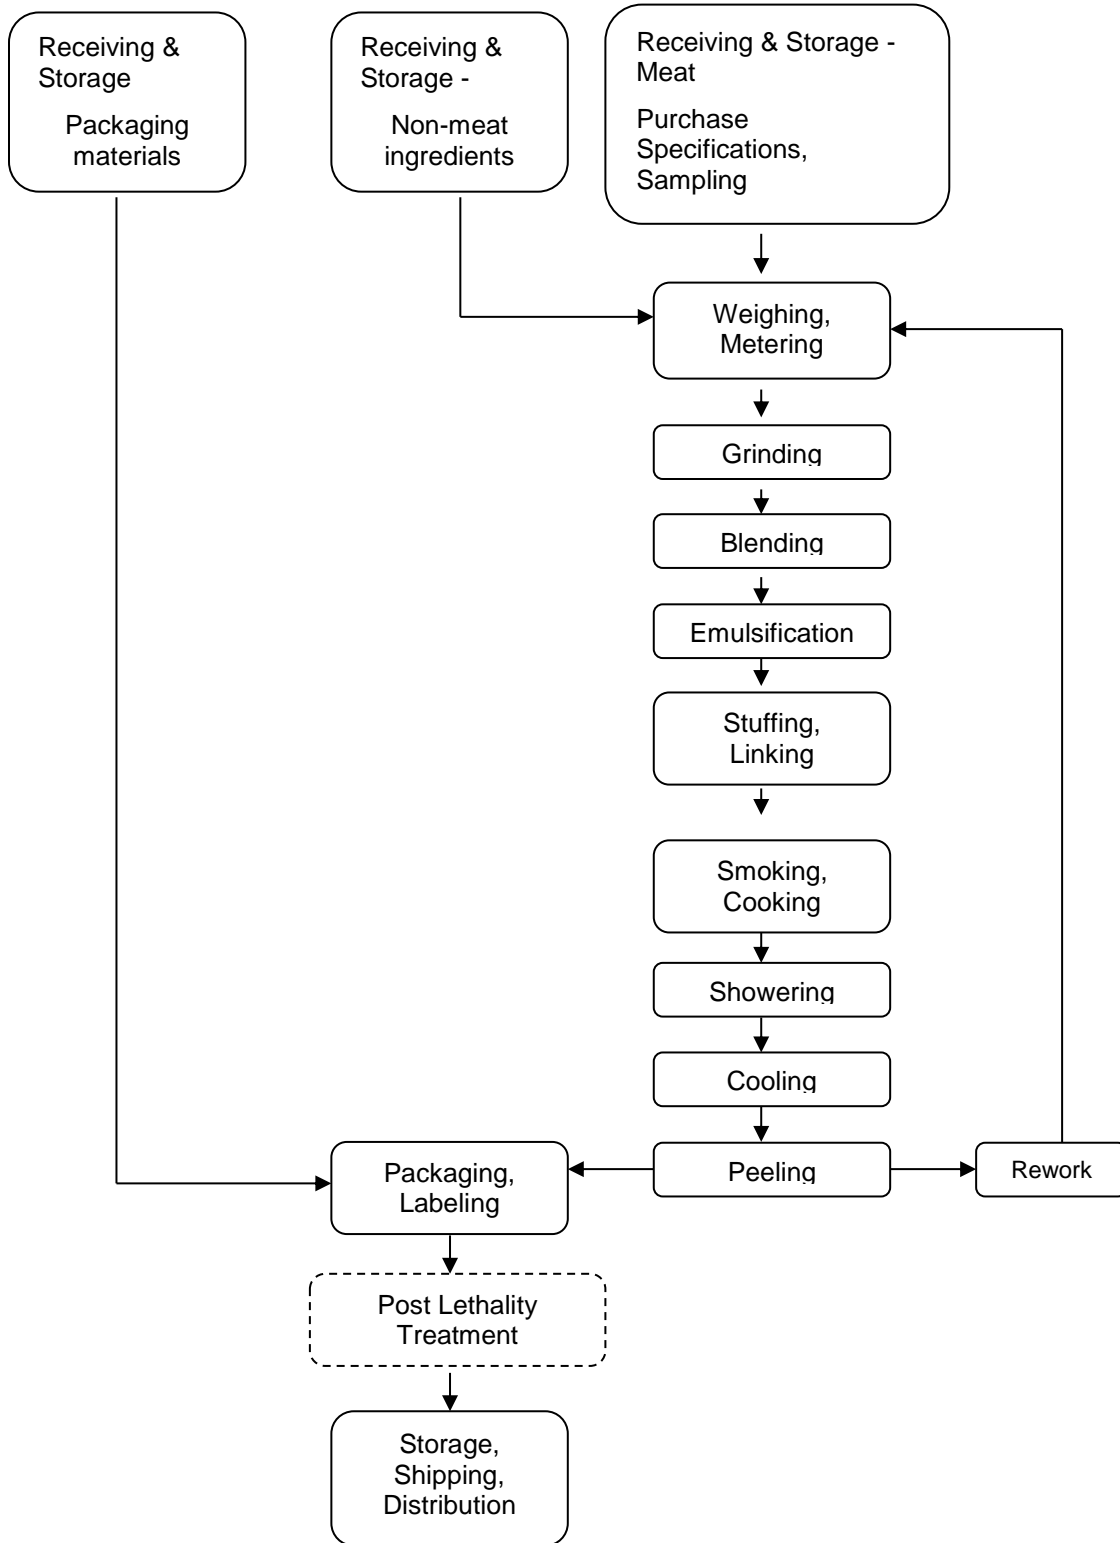 Receiving &
Storage
Packaging
materials
Receiving &
Storage -
Non-meat
ingredients
Receiving & Storage -
Meat
Purchase
Specifications,
Sampling
Weighing,
Metering
Grinding
Blending
Emulsification
Stuffing,
Linking
Smoking,
Cooking
Showering
Cooling
Peeling
Rework
Packaging,
Labeling
Post Lethality
Treatment
Storage,
Shipping,
Distribution